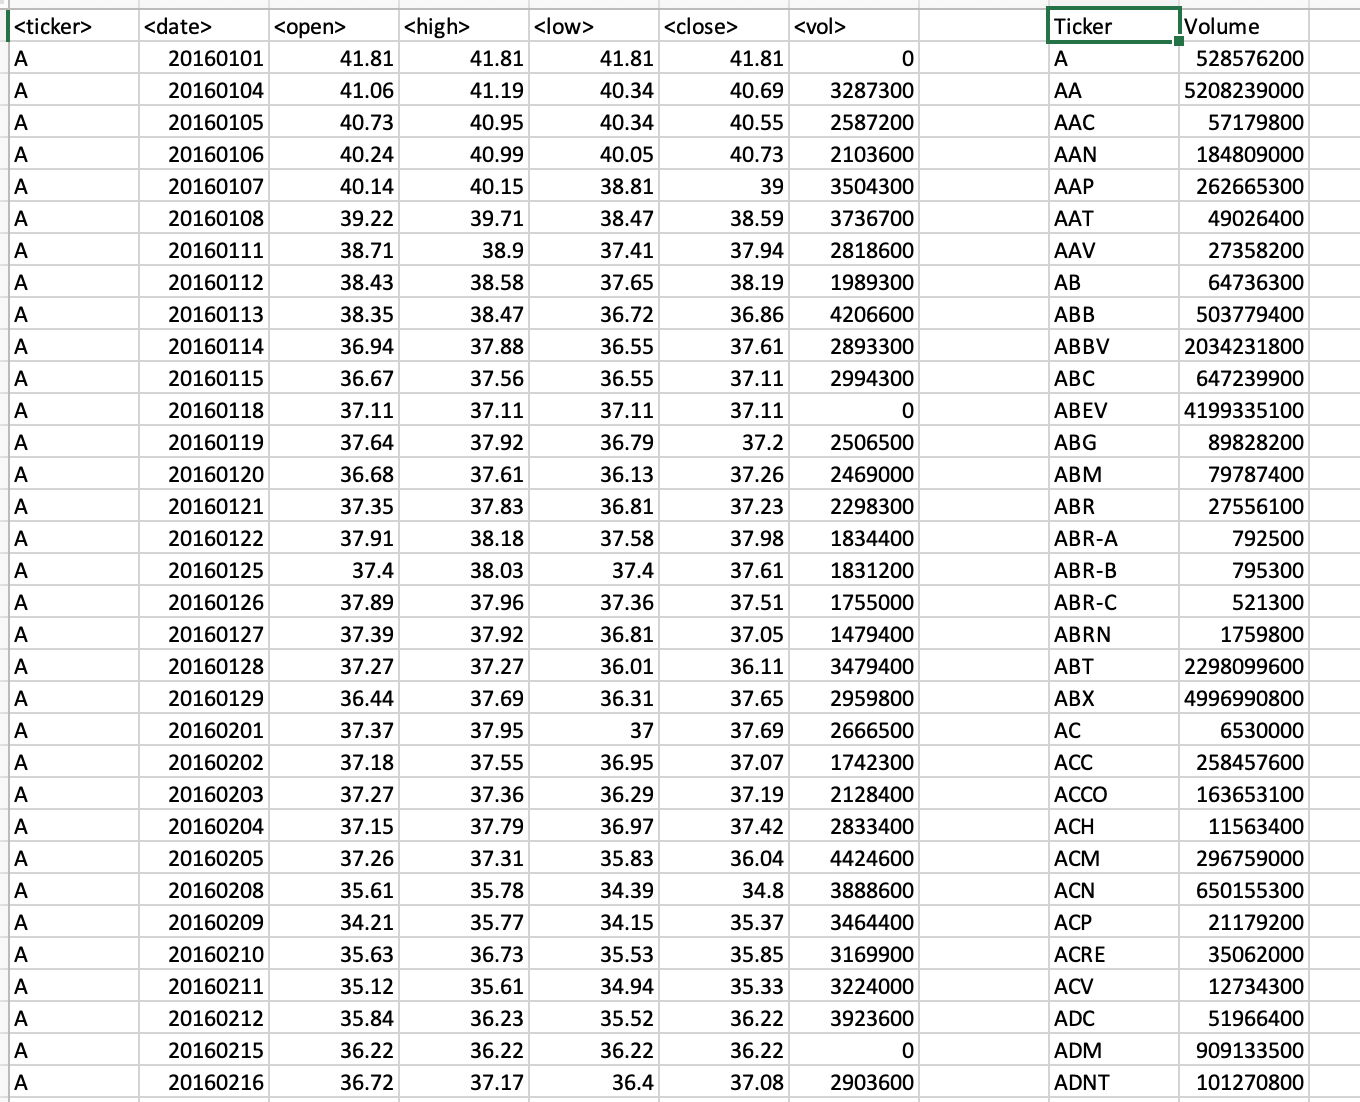 <ticker> <date> <open> <high> <low> <close> <vol> Ticker Volume
A 20160101 41.81 41.81 41.81 41.81 0 A 528576200
A 20160104 41.06 41.19 40.34 40.69 3287300 AA 5208239000
A 20160105 40.73 40.95 40.34 40.55 2587200 AAC 57179800
A 20160106 40.24 40.99 40.05 40.73 2103600 AAN 184809000
A 20160107 40.14 40.15 38.81 39 3504300 AAP 262665300
A 20160108 39.22 39.71 38.47 38.59 3736700 AAT 49026400
A 20160111 38.71 38.9 37.41 37.94 2818600 AAV 27358200
A 20160112 38.43 38.58 37.65 38.19 1989300 AB 64736300
A 20160113 38.35 38.47 36.72 36.86 4206600 ABB 503779400
A 20160114 36.94 37.88 36.55 37.61 2893300 ABBV 2034231800
A 20160115 36.67 37.56 36.55 37.11 2994300 ABC 647239900
A 20160118 37.11 37.11 37.11 37.11 0 ABEV 4199335100
A 20160119 37.64 37.92 36.79 37.2 2506500 ABG 89828200
A 20160120 36.68 37.61 36.13 37.26 2469000 ABM 79787400
A 20160121 37.35 37.83 36.81 37.23 2298300 ABR 27556100
A 20160122 37.91 38.18 37.58 37.98 1834400 ABR-A 792500
A 20160125 37.4 38.03 37.4 37.61 1831200 ABR-B 795300
A 20160126 37.89 37.96 37.36 37.51 1755000 ABR-C 521300
A 20160127 37.39 37.92 36.81 37.05 1479400 ABRN 1759800
A 20160128 37.27 37.27 36.01 36.11 3479400 ABT 2298099600
A 20160129 36.44 37.69 36.31 37.65 2959800 ABX 4996990800
A 20160201 37.37 37.95 37 37.69 2666500 AC 6530000
A 20160202 37.18 37.55 36.95 37.07 1742300 ACC 258457600
A 20160203 37.27 37.36 36.29 37.19 2128400 ACCO 163653100
A 20160204 37.15 37.79 36.97 37.42 2833400 ACH 11563400
A 20160205 37.26 37.31 35.83 36.04 4424600 ACM 296759000
A 20160208 35.61 35.78 34.39 34.8 3888600 ACN 650155300
A 20160209 34.21 35.77 34.15 35.37 3464400 ACP 21179200
A 20160210 35.63 36.73 35.53 35.85 3169900 ACRE 35062000
A 20160211 35.12 35.61 34.94 35.33 3224000 ACV 12734300
A 20160212 35.84 36.23 35.52 36.22 3923600 ADC 51966400
A 20160215 36.22 36.22 36.22 36.22 0 ADM 909133500
A 20160216 36.72 37.17 36.4 37.08 2903600 ADNT 101270800